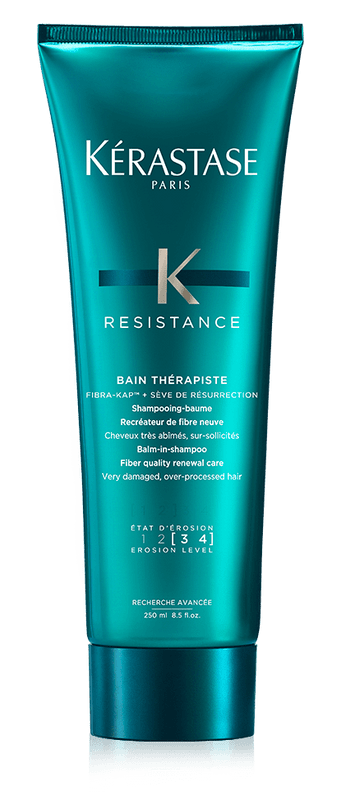 KÉRASTASE
PARIS
K
RESISTANCE
BAIN THÉRAPISTE
FIBRA-KAP™ + SÈVE DE RÉSURRECTION
Shampooing-baume
Recréateur de fibre neuve
Cheveux très abîmés, sur-sollicités
Balm-in-shampoo
Fiber quality renewal care
Very damaged, over-processed hair
ÉTAT D'ÉROSION
1 2 [3 4]
EROSION LEVEL
RECHERCHE AVANCÉE
250 ml 8.5 fl.oz.